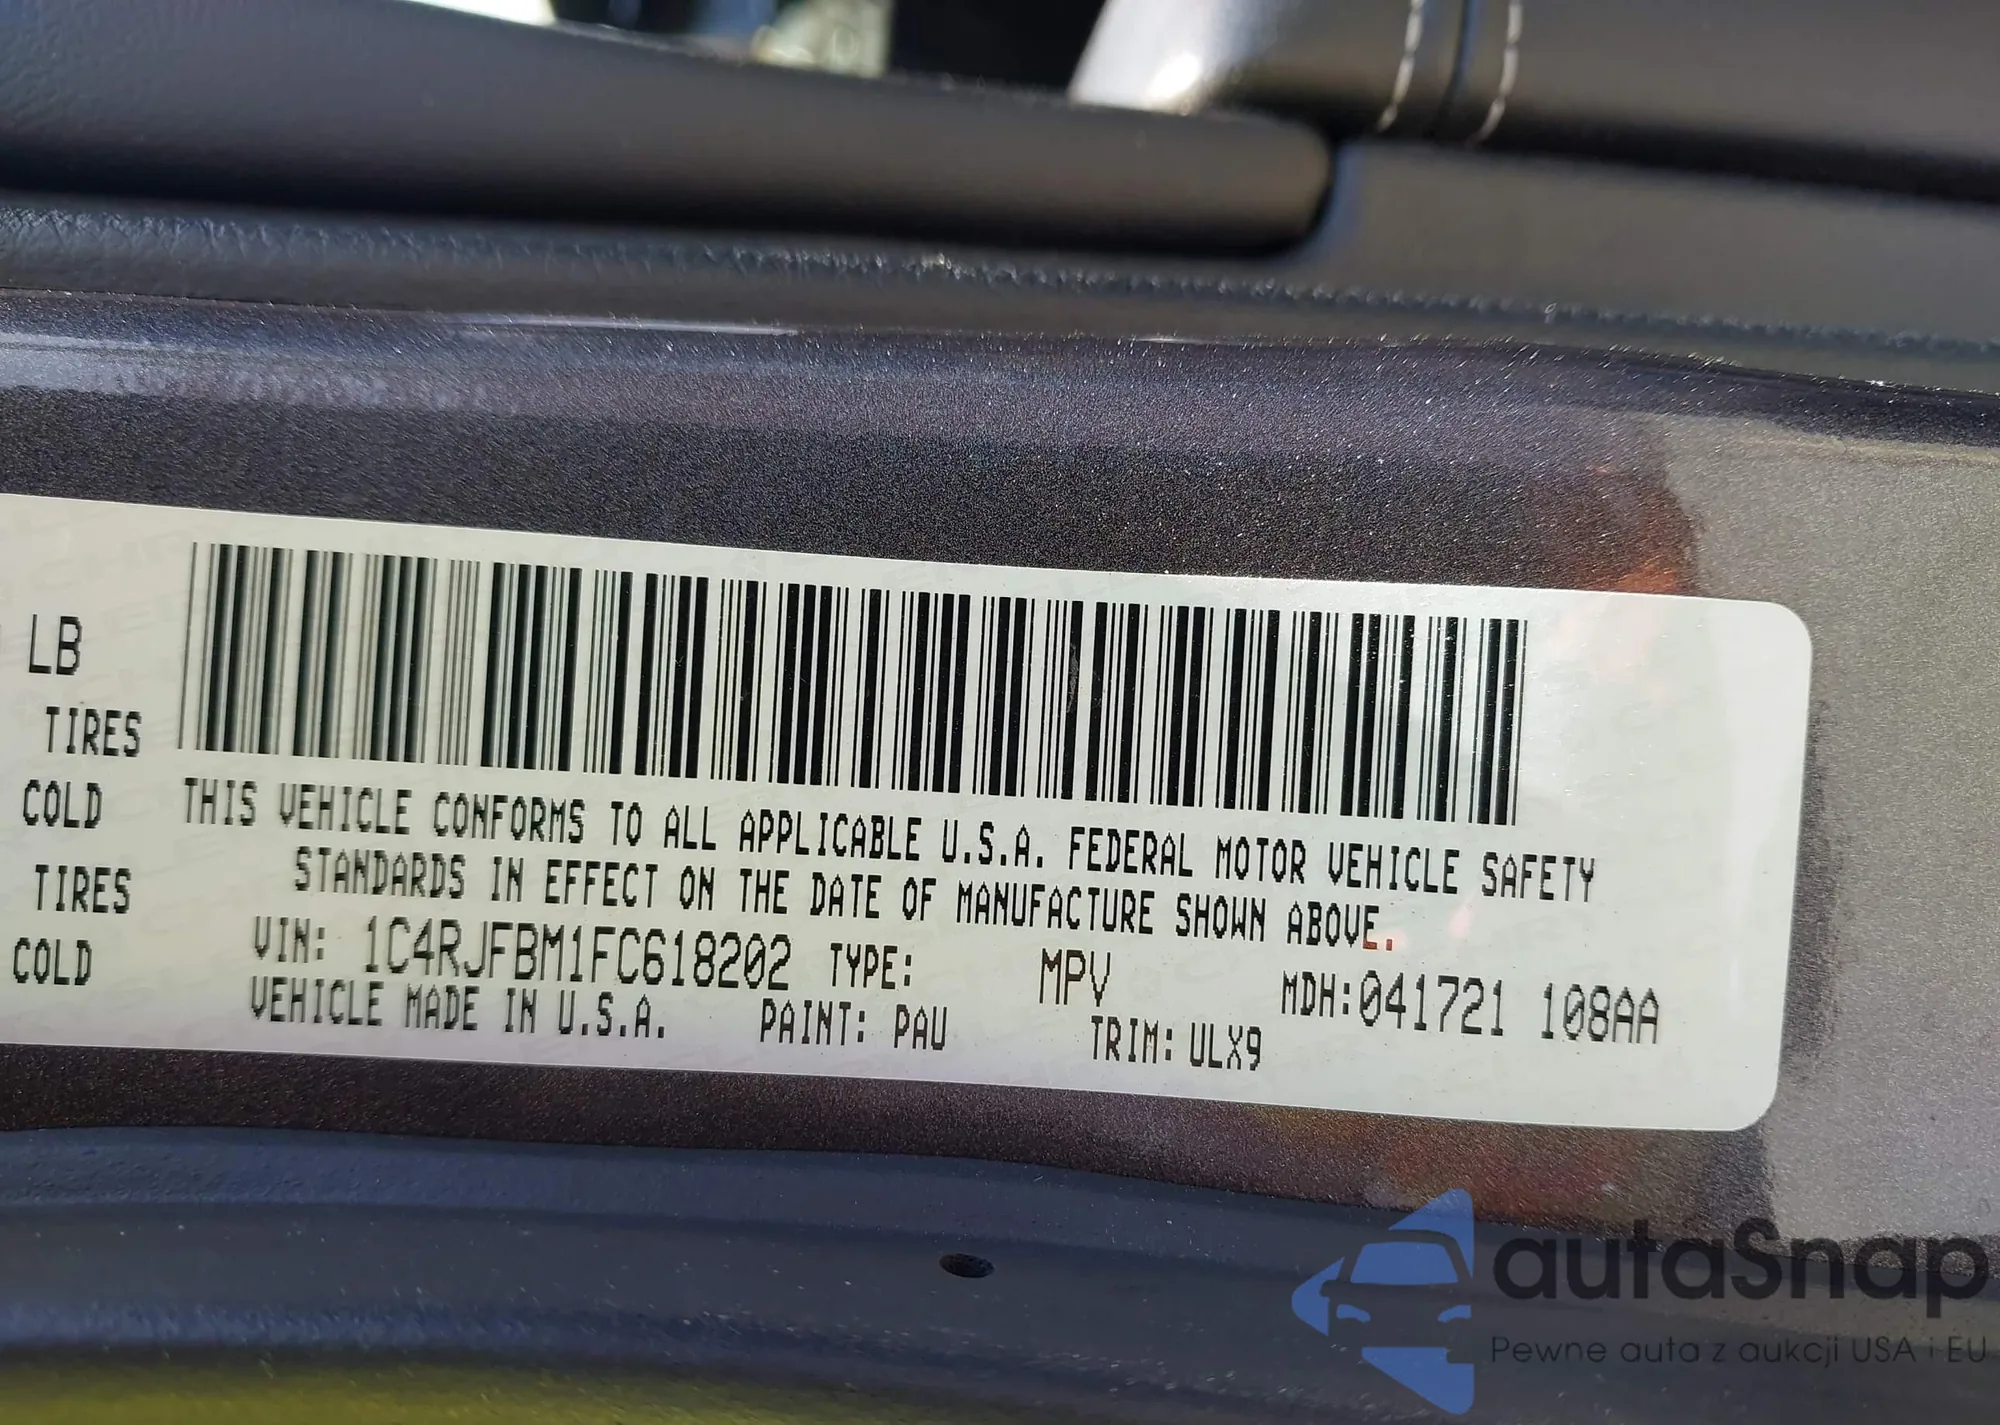 LB
TIRES
COLD
TIRES
COLD
THIS VEHICLE CONFORMS TO ALL APPLICABLE U.S.A. FEDERAL MOTOR VEHICLE SAFETY
STANDARDS IN EFFECT ON THE DATE OF MANUFACTURE SHOWN ABOVE.
VIN: 1C4RJFBM1FC618202 TYPE: MPV MDH:041721 108AA
VEHICLE MADE IN U.S.A. PAINT: PAU TRIM: ULX9
autaSnap
Pewne auta z aukcji USA i EU